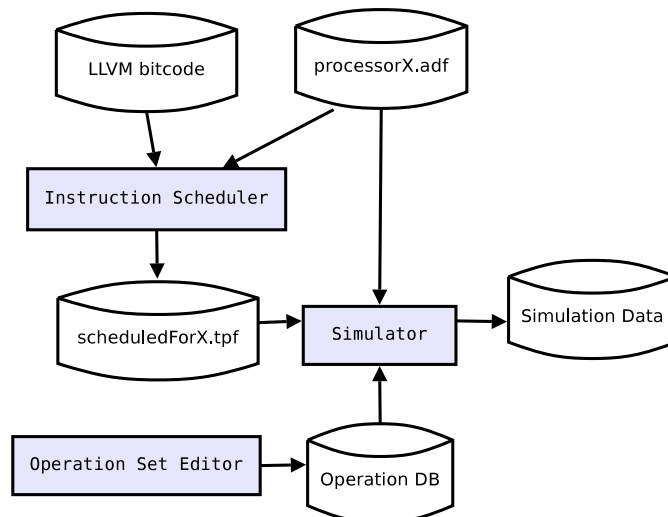 LLVM bitcode
processorX.adf
Instruction Scheduler
scheduledForX.tpf
Simulator
Simulation Data
Operation Set Editor
Operation DB